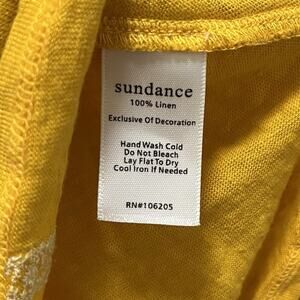 sundance
100% Linen
Exclusive Of Decoration
Hand Wash Cold
Do Not Bleach
Lay Flat To Dry
Cool Iron If Needed
RN#106205